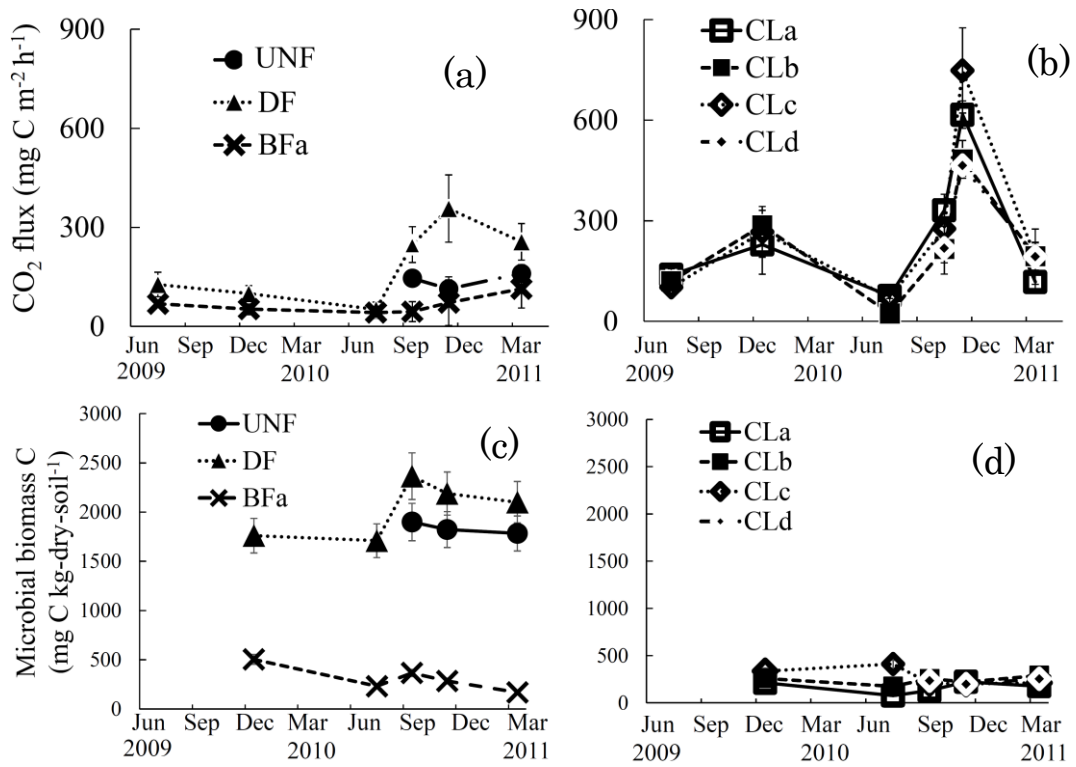 CO2 flux (mg C m-2 h-1)
900
600
300
0
UNF
DF
BFa
(a)
Jun Sep Dec Mar Jun Sep Dec Mar
2009 2010 2011
900
600
300
0
CLa
CLb
CLc
CLd
(b)
Jun Sep Dec Mar Jun Sep Dec Mar
2009 2010 2011
Microbial biomass C
(mg C kg-dry-soil-1)
3000
2500
2000
1500
1000
500
0
UNF
DF
BFa
(c)
Jun Sep Dec Mar Jun Sep Dec Mar
2009 2010 2011
3000
2500
2000
1500
1000
500
0
CLa
CLb
CLc
CLd
(d)
Jun Sep Dec Mar Jun Sep Dec Mar
2009 2010 2011